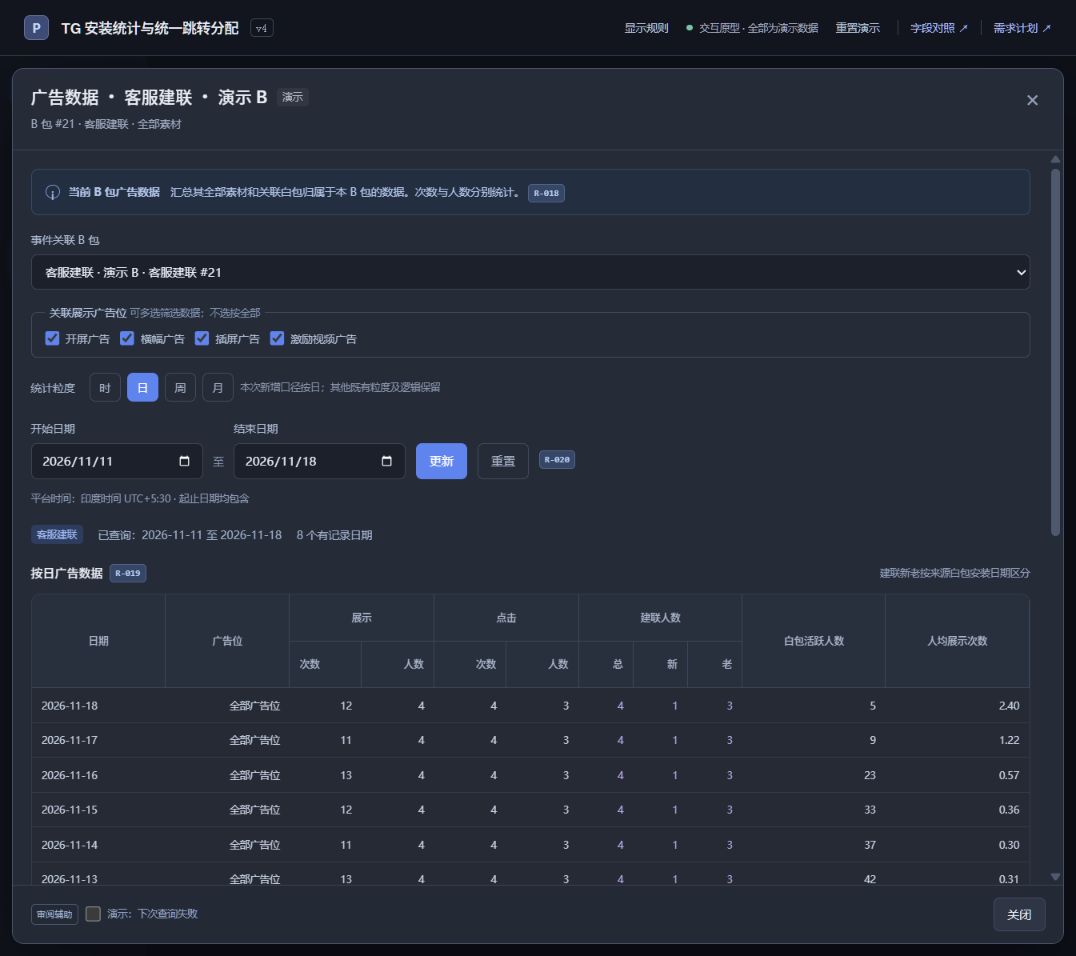 P TG 安装统计与统一跳转分配 v4 显示规则 交互原型 · 全部为演示数据 重置演示 字段对照 ↗ 需求计划 ↗
广告数据 · 客服建联 · 演示 B 演示
B 包 #21 · 客服建联 · 全部素材
当前 B 包广告数据 汇总其全部素材和关联白包归属于本 B 包的数据。次数与人数分别统计。 R-018
事件关联 B 包
客服建联 · 演示 B · 客服建联 #21
关联展示广告位 可多选筛选数据；不选按全部
开屏广告 横幅广告 插屏广告 激励视频广告
统计粒度 时 日 周 月 本次新增口径按日；其他既有粒度及逻辑保留
开始日期 结束日期
2026/11/11 至 2026/11/18 更新 重置 R-020
平台时间：印度时间 UTC+5:30 · 起止日期均包含
客服建联 已查询：2026-11-11 至 2026-11-18 8 个有记录日期
按日广告数据 R-019 建联新老按来源白包安装日期区分
日期 广告位 展示 点击 建联人数 白包活跃人数 人均展示次数
次数 人数 次数 人数 总 新 老
2026-11-18 全部广告位 12 4 4 3 4 1 3 5 2.40
2026-11-17 全部广告位 11 4 4 3 4 1 3 9 1.22
2026-11-16 全部广告位 13 4 4 3 4 1 3 23 0.57
2026-11-15 全部广告位 12 4 4 3 4 1 3 33 0.36
2026-11-14 全部广告位 11 4 4 3 4 1 3 37 0.30
2026-11-13 全部广告位 13 4 4 3 4 1 3 42 0.31
审阅辅助 演示：下次查询失败 关闭